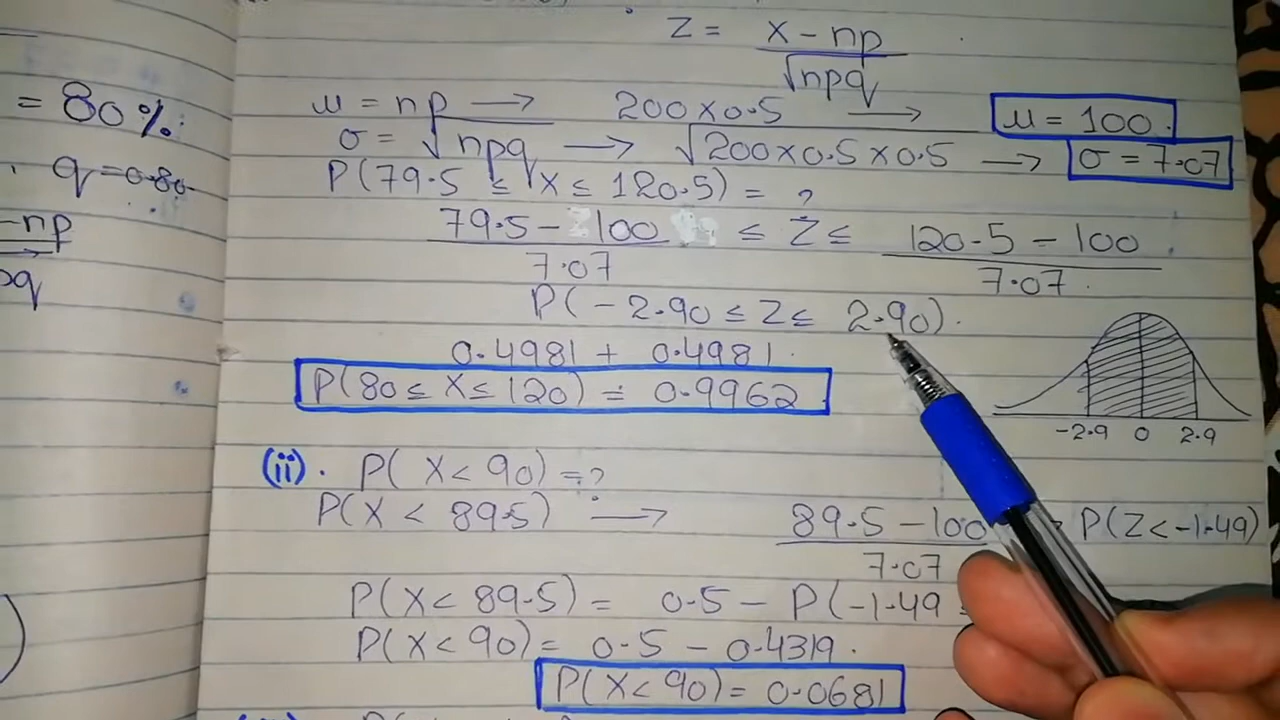 Z = x - np / √npq
= 80%
μ = np → 200×0.5 → μ = 100.
σ = √npq → √200×0.5×0.5 → σ = 7.07
q = 0.80
P(79.5 ≤ X ≤ 120.5) = ?
-np
79.5 - 100 / 7.07 ≤ Z ≤ 120.5 - 100 / 7.07.
P(-2.90 ≤ Z ≤ 2.90).
0.4981 + 0.4981.
P(80 ≤ X ≤ 120) = 0.9962
-2.9 0 2.9
(ii). P(X < 90) = ?
P(X < 89.5) → 89.5 - 100 / 7.07 P(Z < -1.49)
P(X < 89.5) = 0.5 - P(-1.49
P(X < 90) = 0.5 - 0.4319.
P(X < 90) = 0.0681